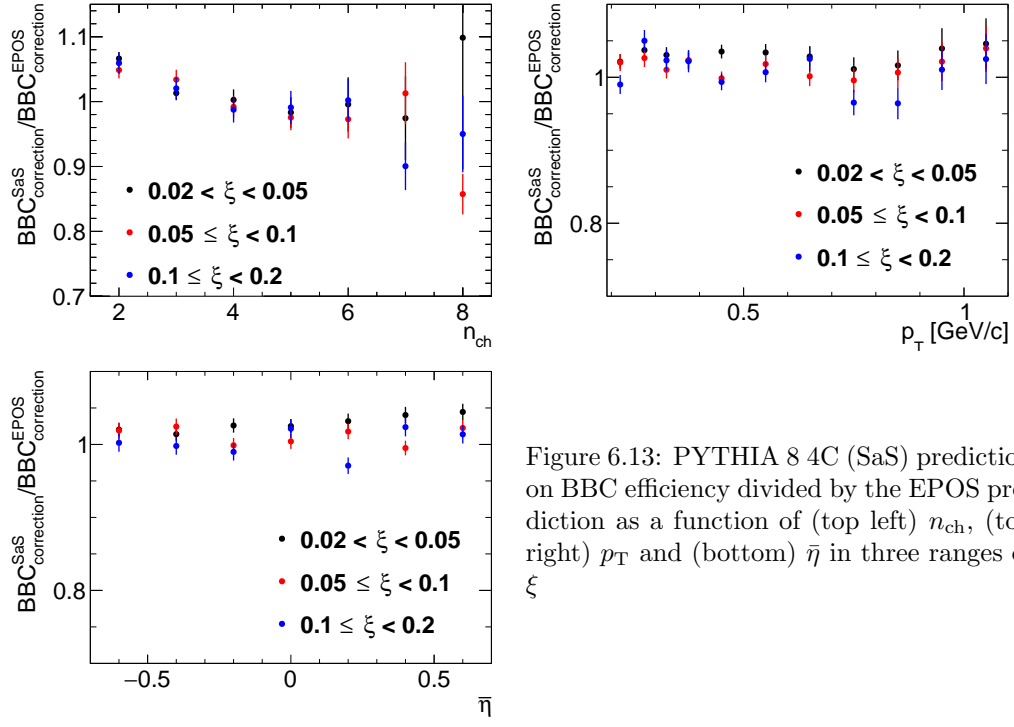 BBC^SaS_correction/BBC^EPOS_correction
1.1
1
0.9
0.8
0.7
0.02 < ξ < 0.05
0.05 ≤ ξ < 0.1
0.1 ≤ ξ < 0.2
2 4 6 8
n_ch
BBC^SaS_correction/BBC^EPOS_correction
1
0.8
0.02 < ξ < 0.05
0.05 ≤ ξ < 0.1
0.1 ≤ ξ < 0.2
0.5 1
p_T [GeV/c]
BBC^SaS_correction/BBC^EPOS_correction
1
0.8
0.02 < ξ < 0.05
0.05 ≤ ξ < 0.1
0.1 ≤ ξ < 0.2
−0.5 0 0.5
η̄
Figure 6.13: PYTHIA 8 4C (SaS) prediction
on BBC efficiency divided by the EPOS pre-
diction as a function of (top left) n_ch, (to
right) p_T and (bottom) η̄ in three ranges o
ξ